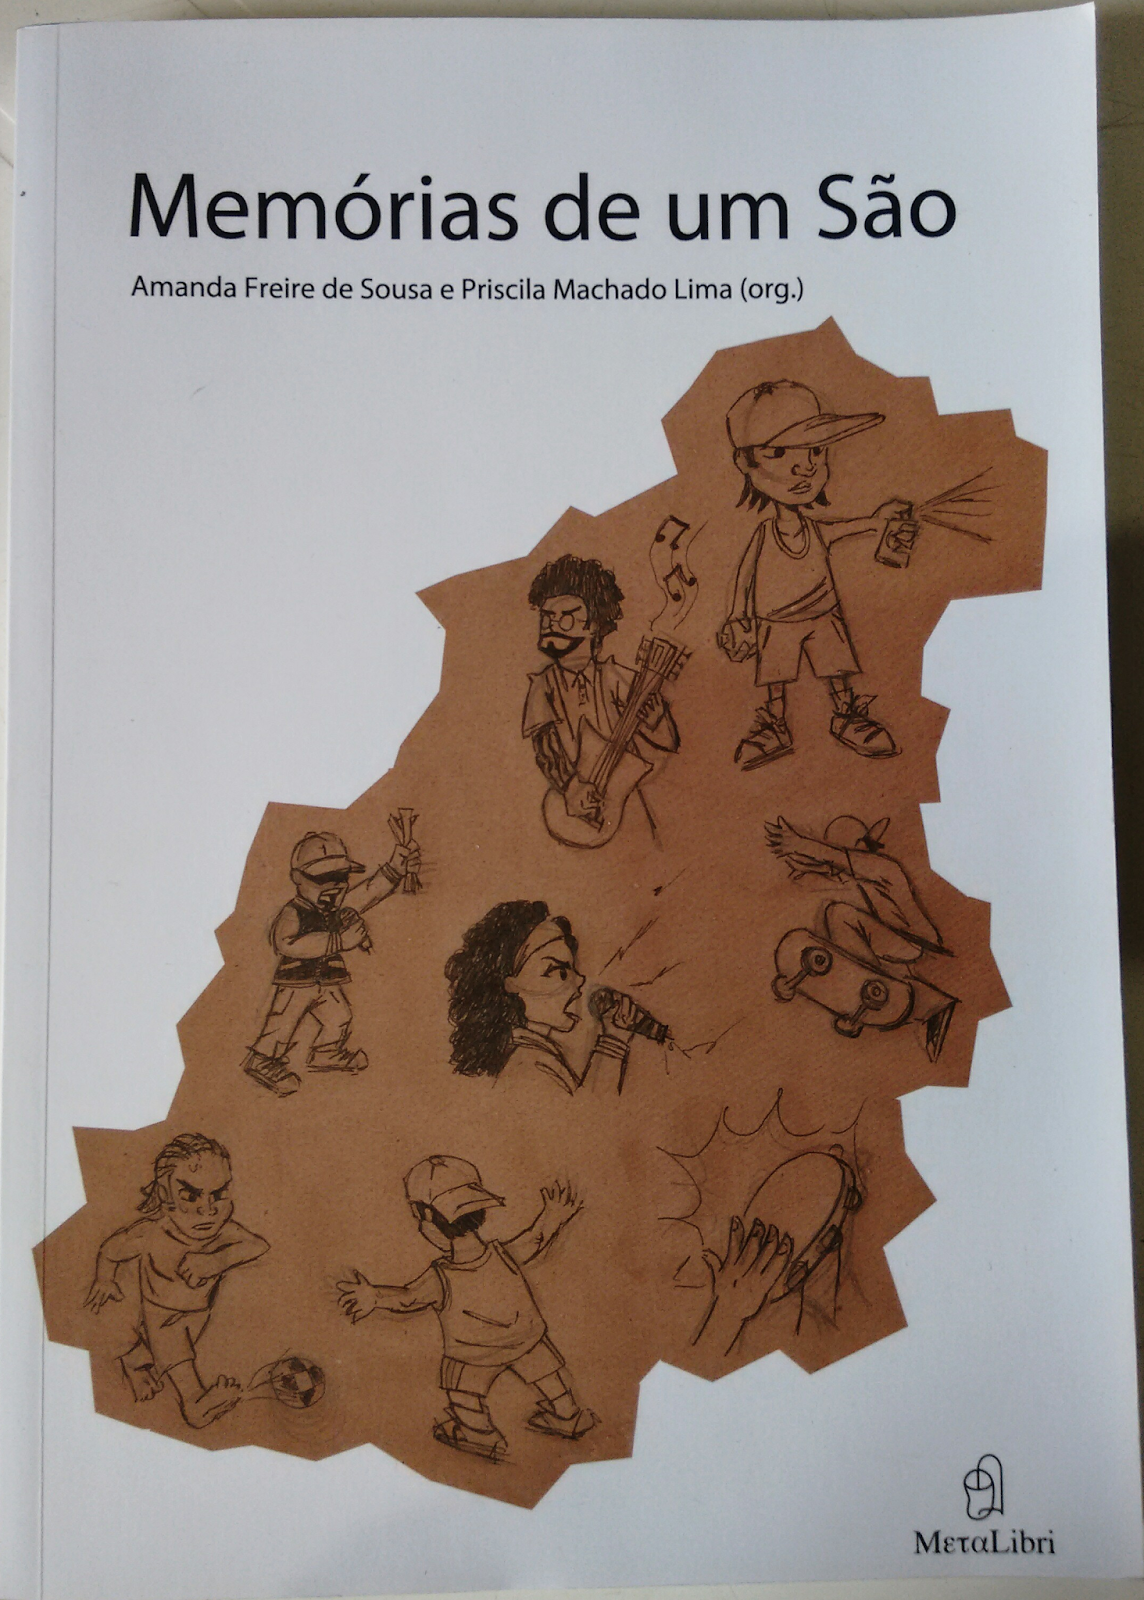 Memórias de um São
Amanda Freire de Sousa e Priscila Machado Lima (org.)
MεταLibri